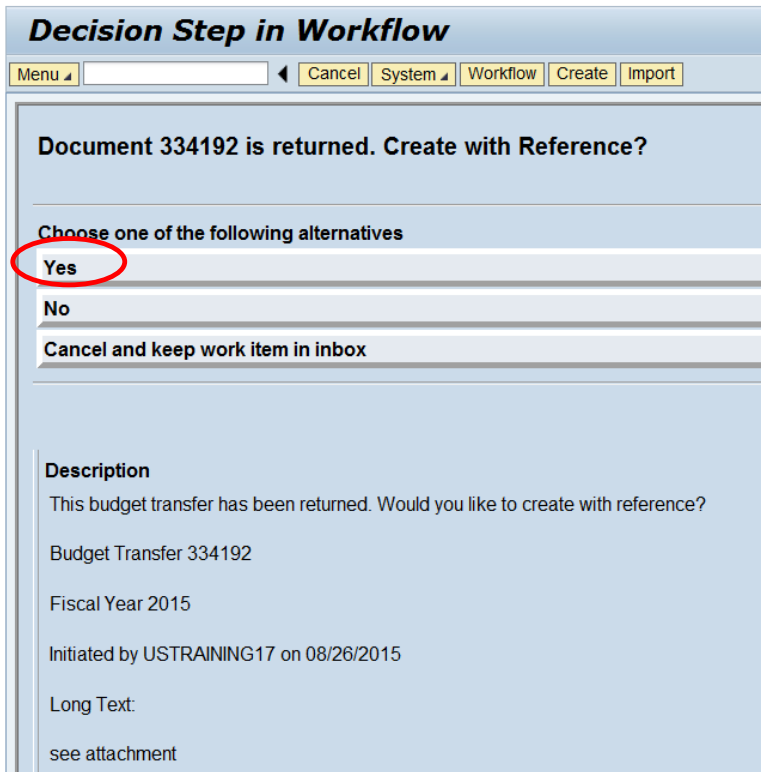 Decision Step in Workflow
Menu Cancel System Workflow Create Import
Document 334192 is returned. Create with Reference?
Choose one of the following alternatives
Yes
No
Cancel and keep work item in inbox
Description
This budget transfer has been returned. Would you like to create with reference?
Budget Transfer 334192
Fiscal Year 2015
Initiated by USTRAINING17 on 08/26/2015
Long Text:
see attachment